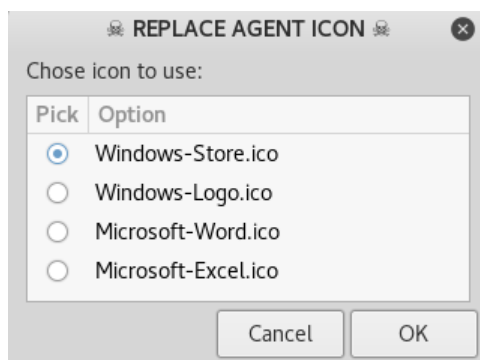 ☠ REPLACE AGENT ICON ☠
Chose icon to use:
Pick Option
Windows-Store.ico
Windows-Logo.ico
Microsoft-Word.ico
Microsoft-Excel.ico
Cancel OK